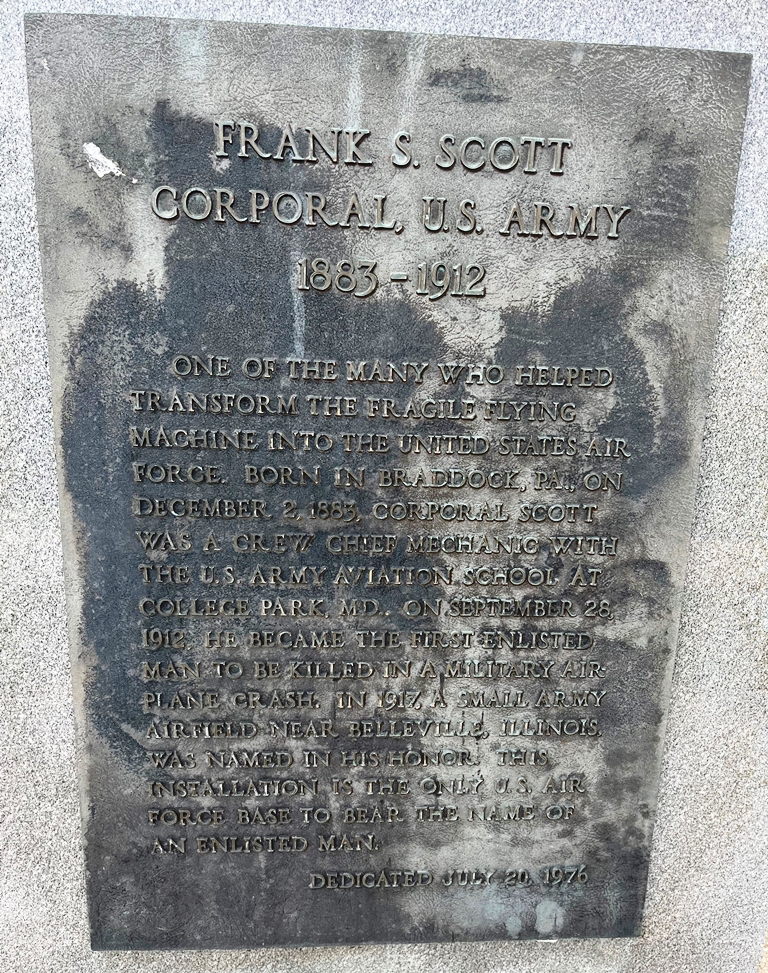 FRANK S. SCOTT
CORPORAL, U.S. ARMY
1883-1912
ONE OF THE MANY WHO HELPED
TRANSFORM THE FRAGILE FLYING
MACHINE INTO THE UNITED STATES AIR
FORCE. BORN IN BRADDOCK, PA., ON
DECEMBER 2, 1883, CORPORAL SCOTT
WAS A CREW CHIEF MECHANIC WITH
THE U.S. ARMY AVIATION SCHOOL AT
COLLEGE PARK, MD.. ON SEPTEMBER 28,
1912, HE BECAME THE FIRST ENLISTED
MAN TO BE KILLED IN A MILITARY AIR-
PLANE CRASH. IN 1917, A SMALL ARMY
AIRFIELD NEAR BELLEVILLE, ILLINOIS.
WAS NAMED IN HIS HONOR. THIS
INSTALLATION IS THE ONLY U.S. AIR
FORCE BASE TO BEAR THE NAME OF
AN ENLISTED MAN.
DEDICATED JULY 20, 1976